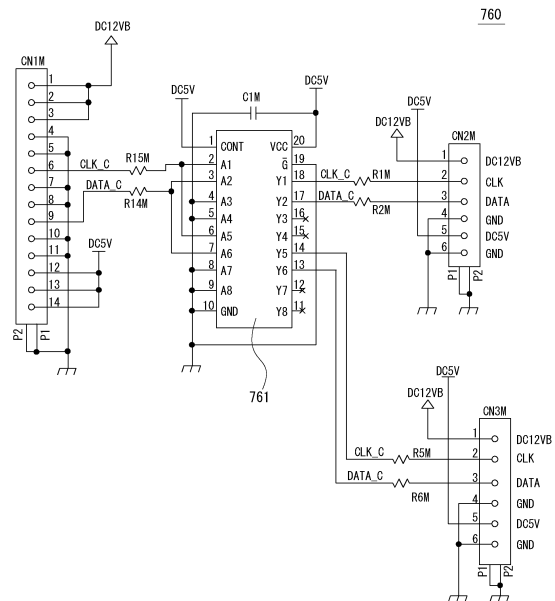 760
DC12VB
CN1M
1
2
3
4
5
6
7
8
9
10
11
12
13
14
P2
P1
CLK_C
R15M
DATA_C
R14M
DC5V
DC5V
C1M
DC5V
1 CONT VCC 20
2 A1 G̅ 19
3 A2 Y1 18
4 A3 Y2 17
5 A4 Y3 16
6 A5 Y4 15
7 A6 Y5 14
8 A7 Y6 13
9 A8 Y7 12
10 GND Y8 11
761
CLK_C R1M
DATA_C
R2M
DC5V
DC12VB
CN2M
1 DC12VB
2 CLK
3 DATA
4 GND
5 DC5V
6 GND
P1
P2
DC5V
DC12VB
CN3M
CLK_C R5M
DATA_C
R6M
1 DC12VB
2 CLK
3 DATA
4 GND
5 DC5V
6 GND
P1
P2